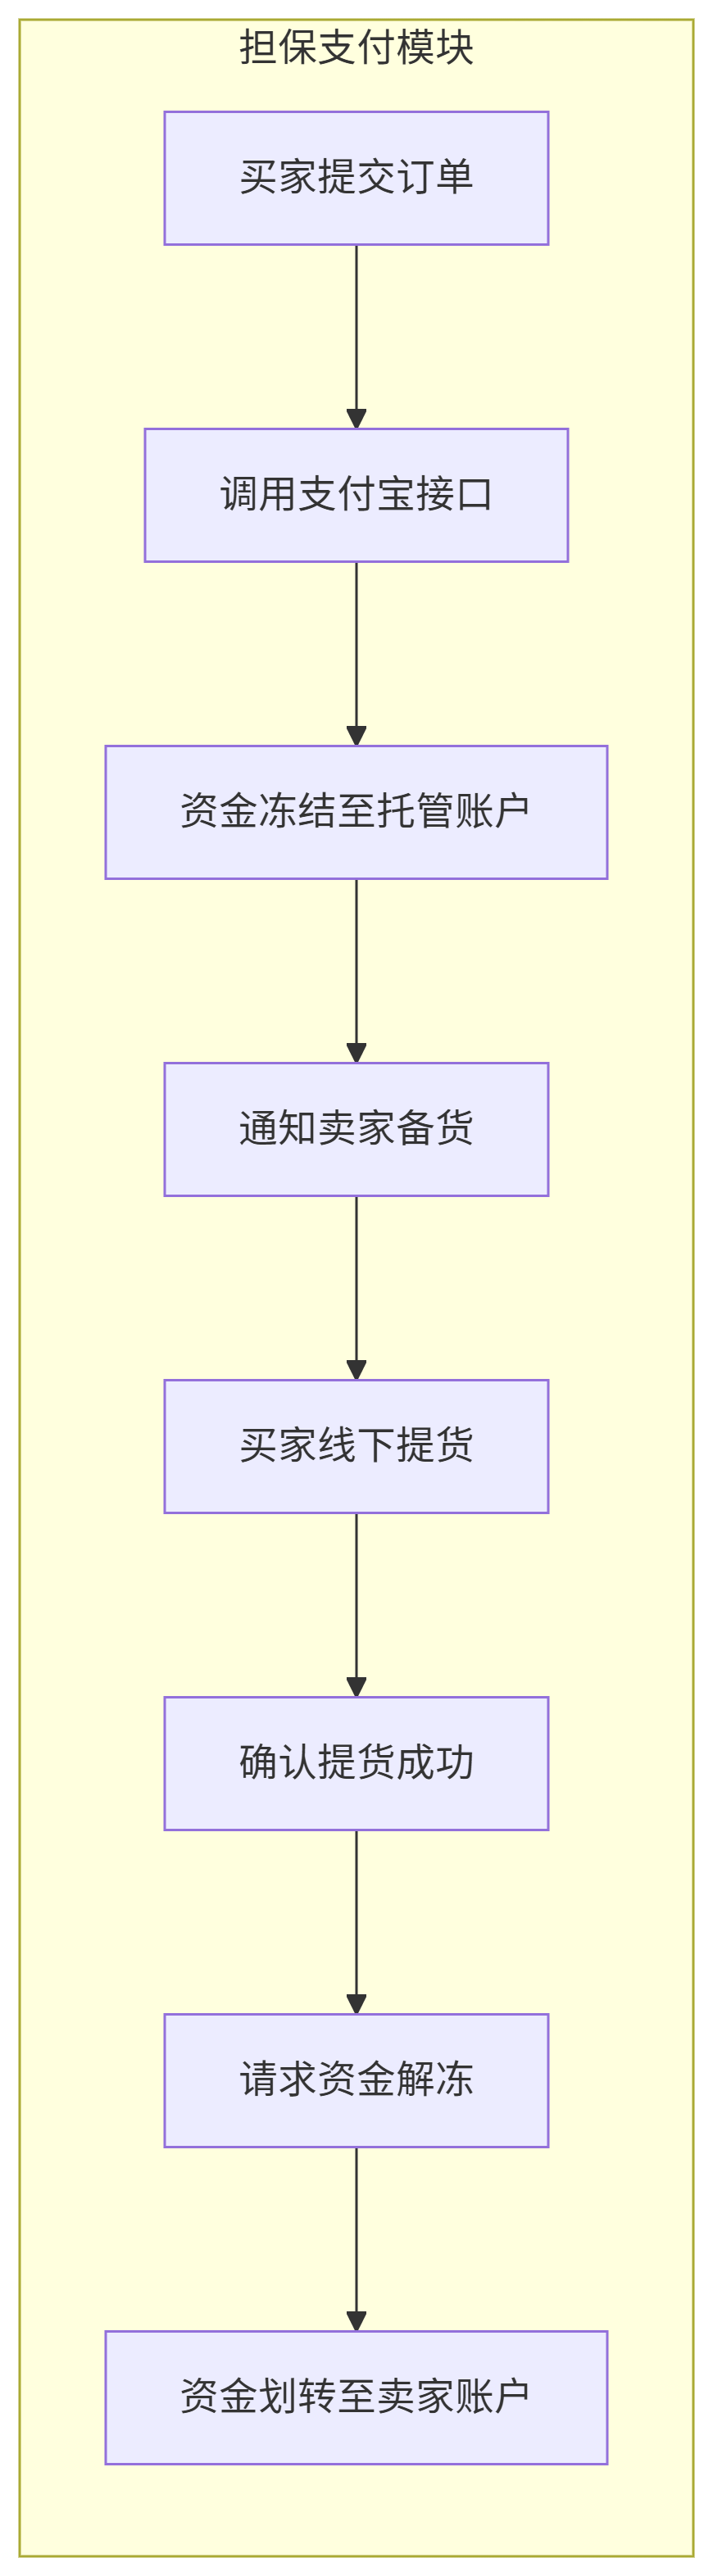 担保支付模块
买家提交订单
调用支付宝接口
资金冻结至托管账户
通知卖家备货
买家线下提货
确认提货成功
请求资金解冻
资金划转至卖家账户